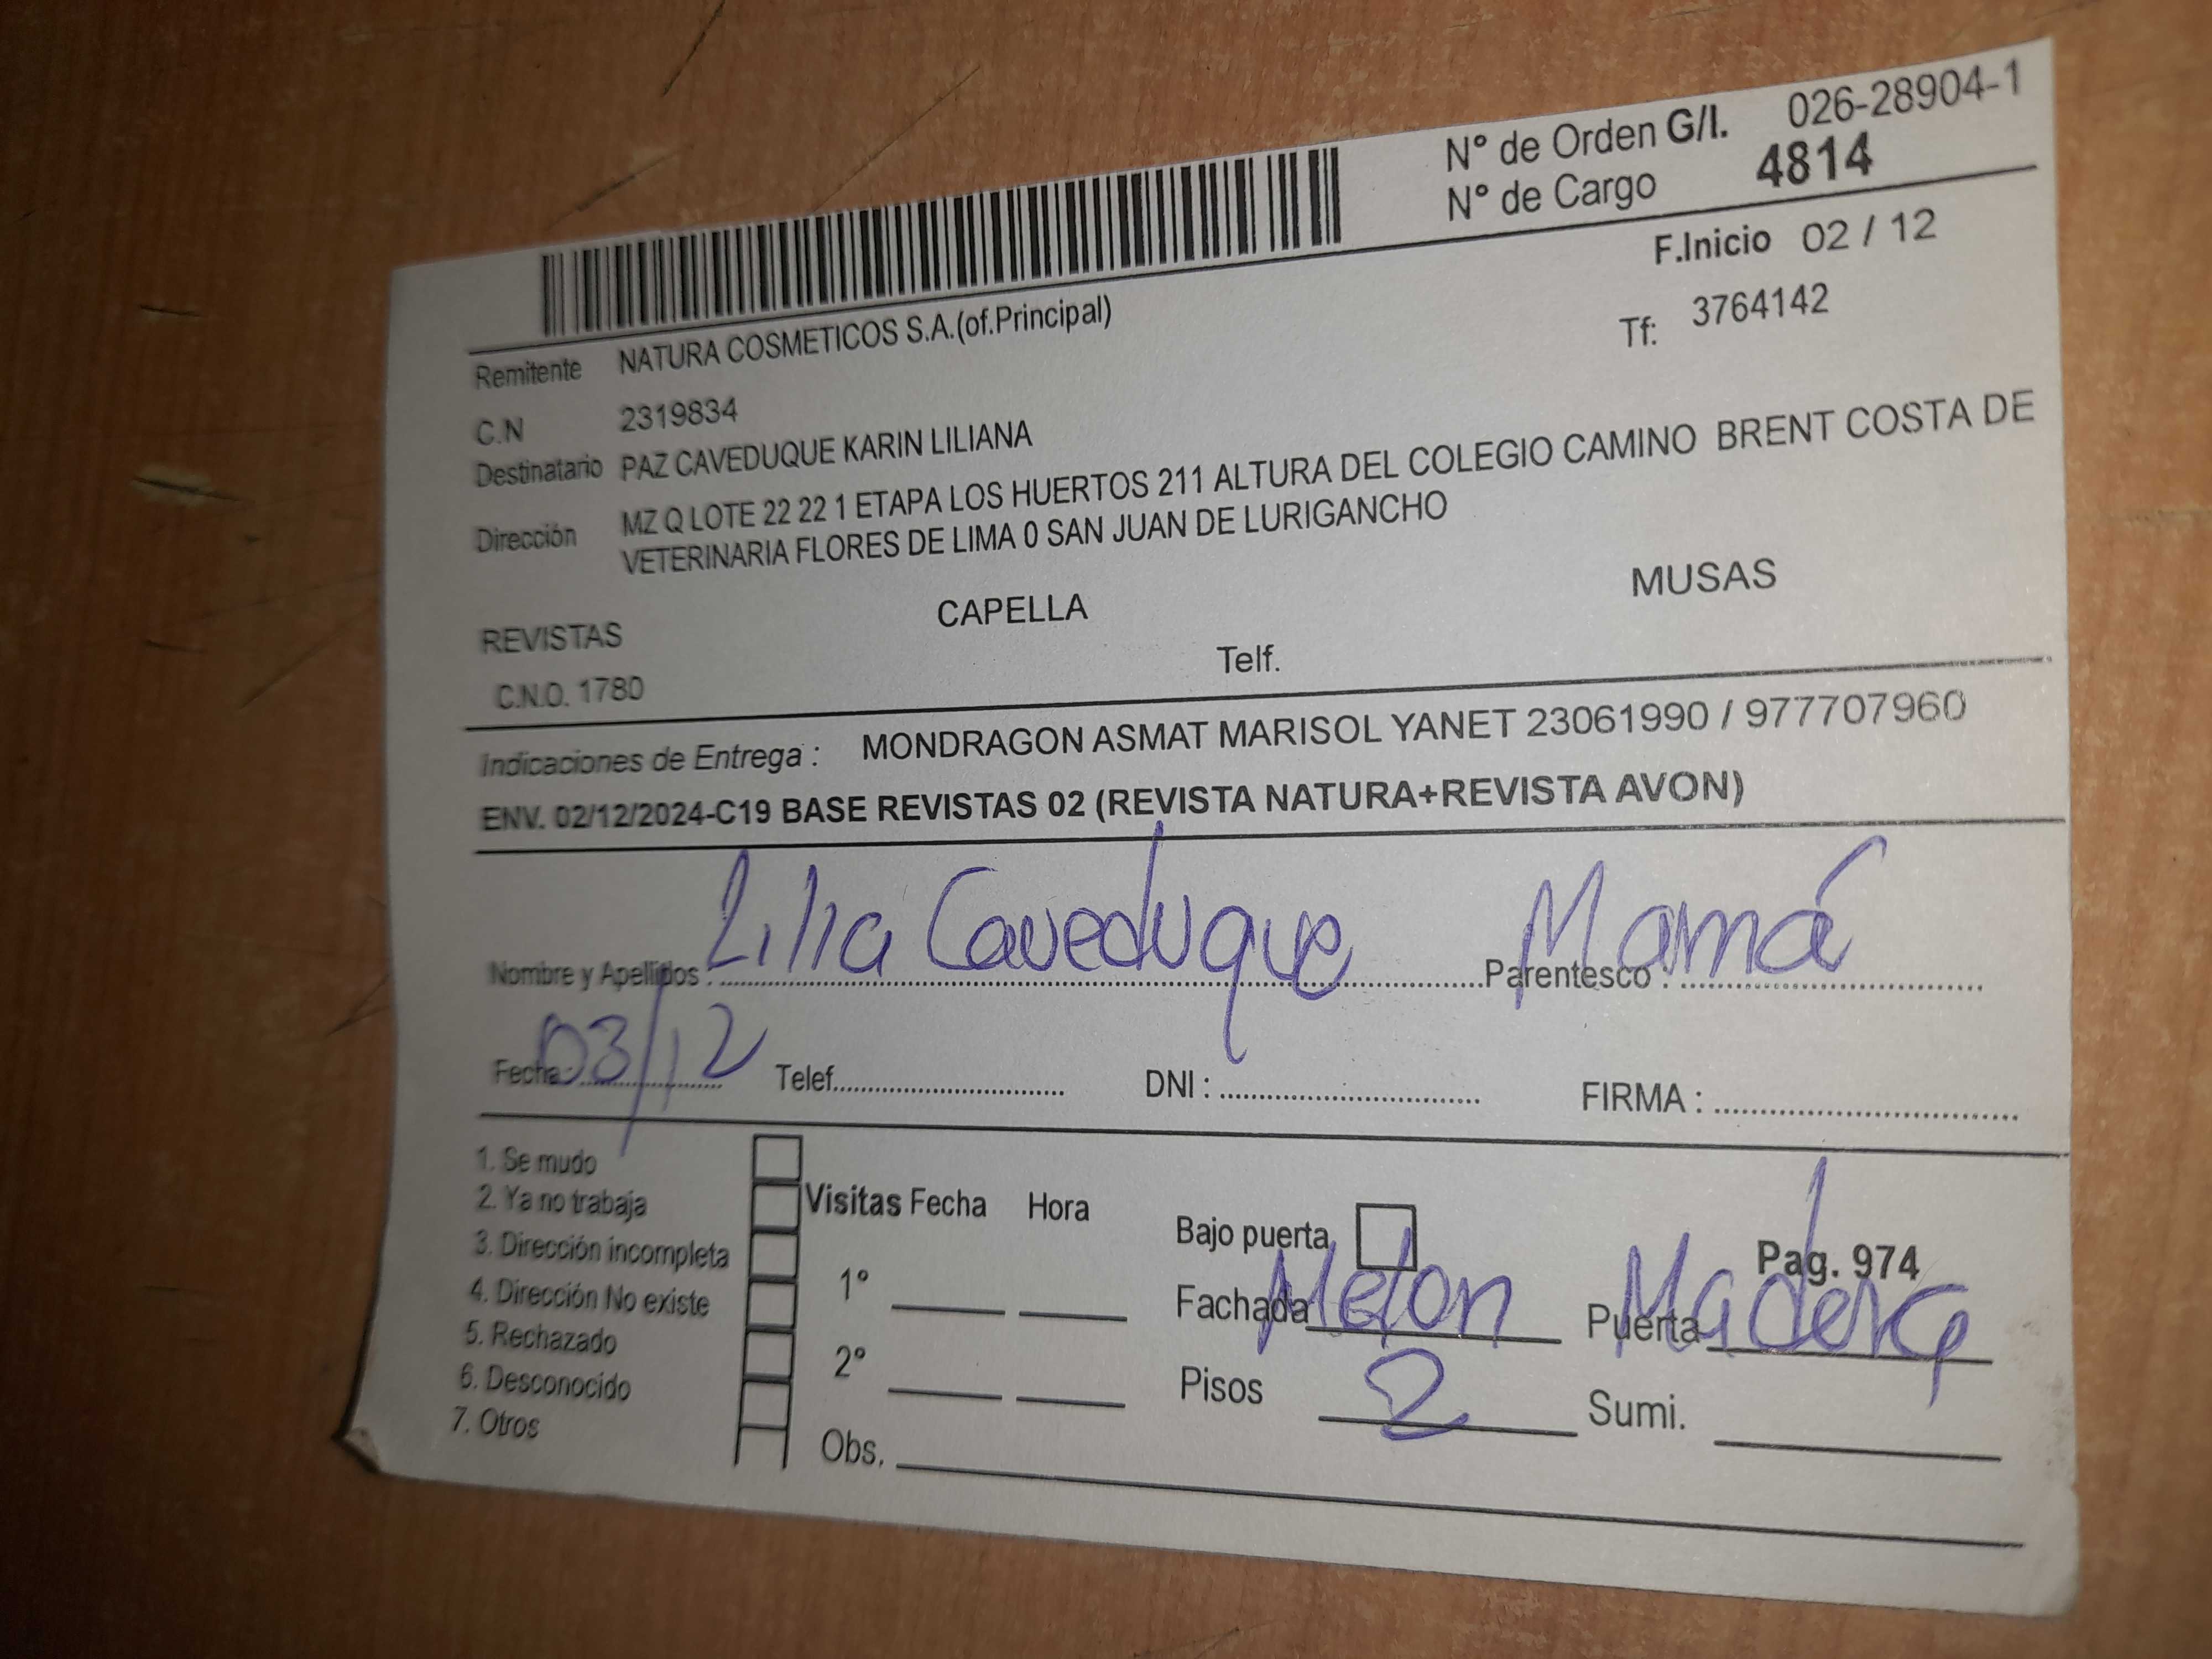 N° de Orden G/I. 026-28904-1
N° de Cargo 4814
F.Inicio 02 / 12
Remitente NATURA COSMETICOS S.A.(of.Principal) Tf: 3764142
C.N 2319834
Destinatario PAZ CAVEDUQUE KARIN LILIANA
Dirección MZ Q LOTE 22 22 1 ETAPA LOS HUERTOS 211 ALTURA DEL COLEGIO CAMINO BRENT COSTA DE
VETERINARIA FLORES DE LIMA 0 SAN JUAN DE LURIGANCHO
REVISTAS CAPELLA MUSAS
C.N.O. 1780 Telf.
Indicaciones de Entrega : MONDRAGON ASMAT MARISOL YANET 23061990 / 977707960
ENV. 02/12/2024-C19 BASE REVISTAS 02 (REVISTA NATURA+REVISTA AVON)
Nombre y Apellidos : Lilia Caveduque Parentesco : Mamá
Fecha: 03/12 Telef. DNI : FIRMA :
1. Se mudo
2. Ya no trabaja
3. Dirección incompleta
4. Dirección No existe
5. Rechazado
6. Desconocido
7. Otros
Visitas Fecha Hora
1°
2°
Obs.
Bajo puerta Pag. 974
Fachada Melon Puerta Madera
Pisos 2 Sumi.